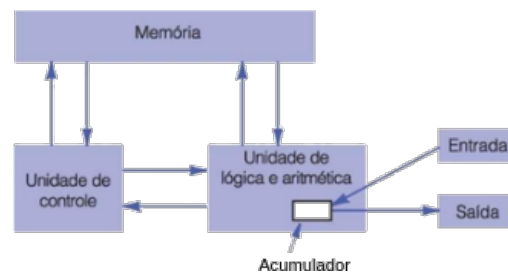 Memória
Unidade de
controle
Unidade de
lógica e aritmética
Entrada
Saída
Acumulador